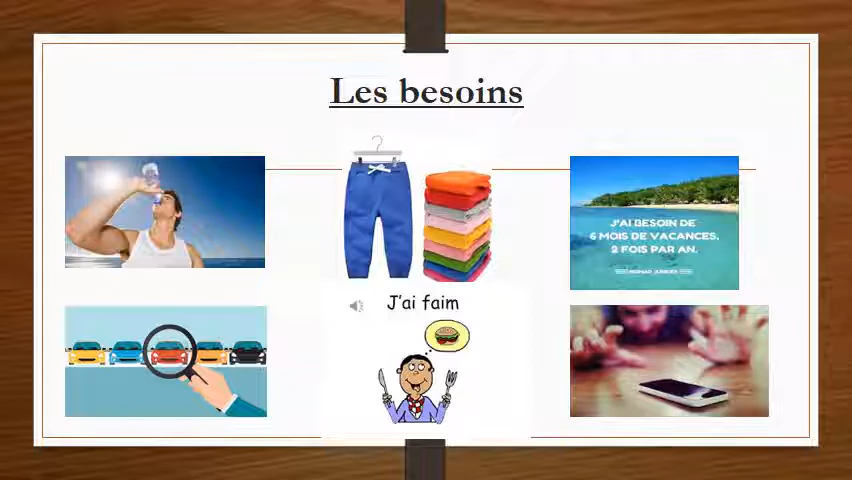 Les besoins
J'AI BESOIN DE
6 MOIS DE VACANCES,
2 FOIS PAR AN.
J'ai faim